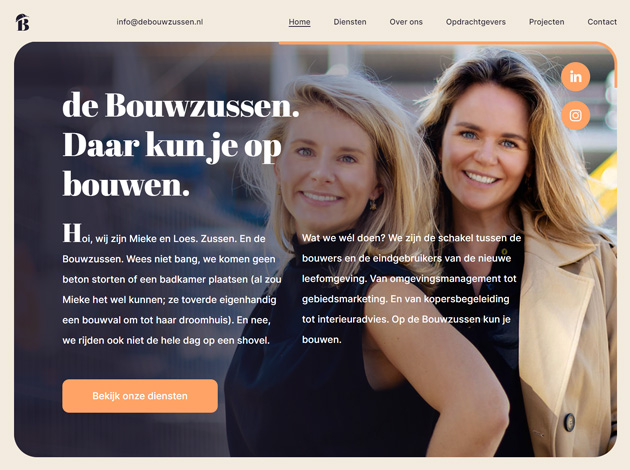 B
info@debouwzussen.nl
Home Diensten Over ons Opdrachtgevers Projecten Contact
in
de Bouwzussen.
Daar kun je op
bouwen.
Hoi, wij zijn Mieke en Loes. Zussen. En de
Bouwzussen. Wees niet bang, we komen geen
beton storten of een badkamer plaatsen (al zou
Mieke het wel kunnen; ze toverde eigenhandig
een bouwval om tot haar droomhuis). En nee,
we rijden ook niet de hele dag op een shovel.
Wat we wél doen? We zijn de schakel tussen de
bouwers en de eindgebruikers van de nieuwe
leefomgeving. Van omgevingsmanagement tot
gebiedsmarketing. En van kopersbegeleiding
tot interieuradvies. Op de Bouwzussen kun je
bouwen.
Bekijk onze diensten